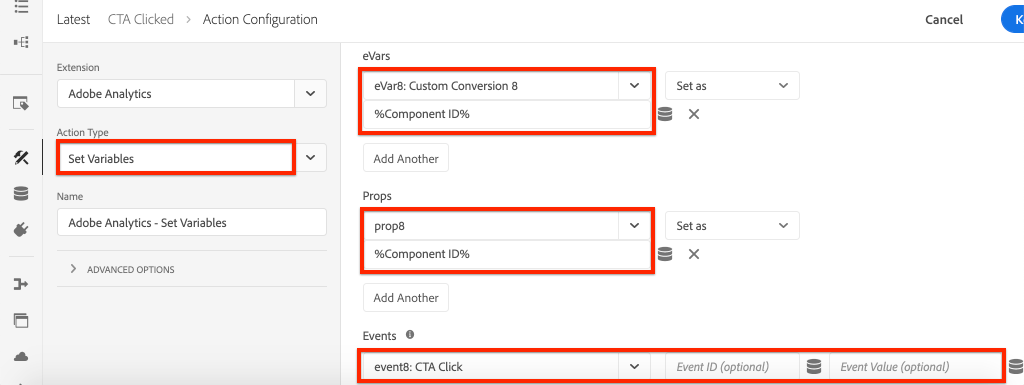 Latest CTA Clicked > Action Configuration Cancel
Extension
Adobe Analytics
Action Type
Set Variables
Name
Adobe Analytics - Set Variables
ADVANCED OPTIONS
eVars
eVar8: Custom Conversion 8 Set as
%Component ID%
Add Another
Props
prop8 Set as
%Component ID%
Add Another
Events
event8: CTA Click Event ID (optional) Event Value (optional)